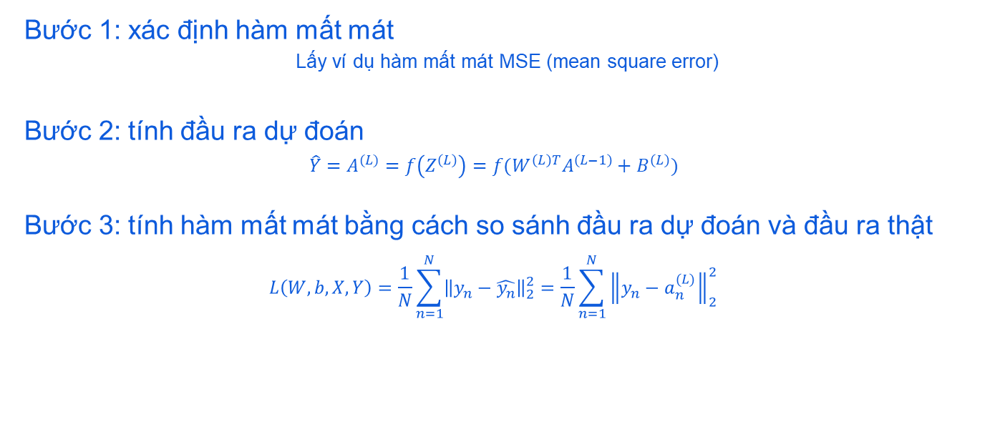 Bước 1: xác định hàm mất mát
Lấy ví dụ hàm mất mát MSE (mean square error)
Bước 2: tính đầu ra dự đoán
$\hat{Y} = A^{(L)} = f(Z^{(L)}) = f(W^{(L)T} A^{(L-1)} + B^{(L)})$
Bước 3: tính hàm mất mát bằng cách so sánh đầu ra dự đoán và đầu ra thật
$L(W, b, X, Y) = \frac{1}{N} \sum_{n=1}^{N} \|y_n - \widehat{y_n}\|_2^2 = \frac{1}{N} \sum_{n=1}^{N} \left\|y_n - a_n^{(L)}\right\|_2^2$